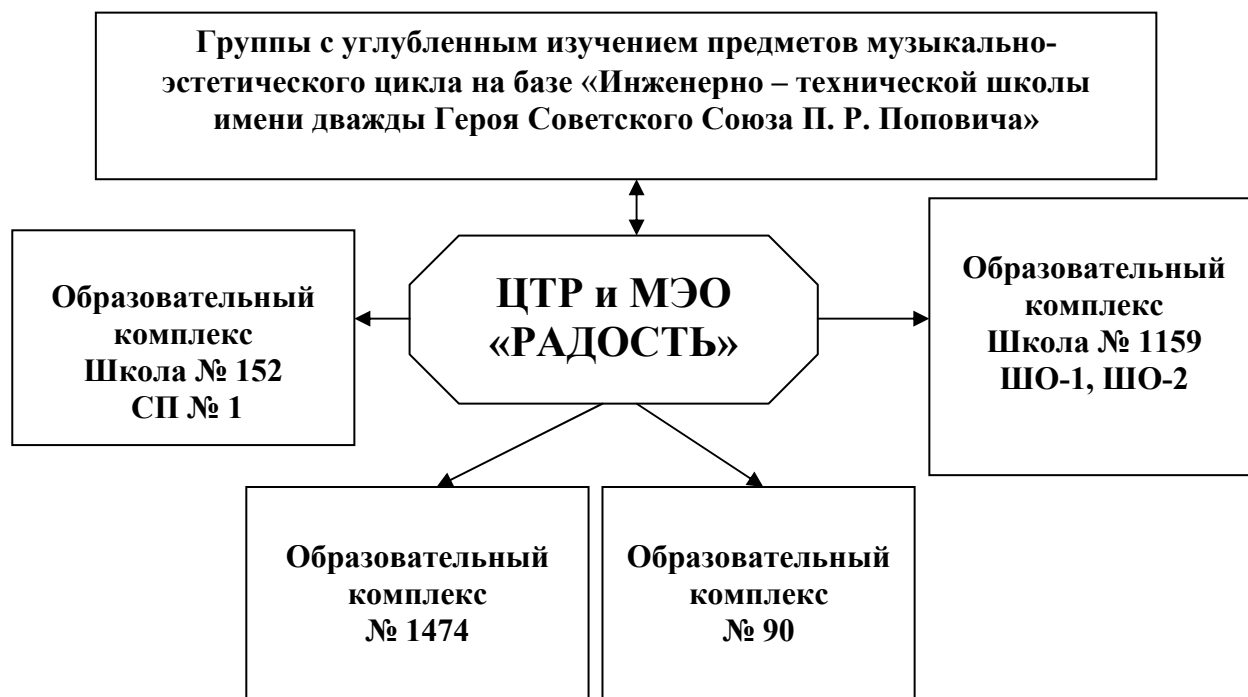 Группы с углубленным изучением предметов музыкально-
эстетического цикла на базе «Инженерно – технической школы
имени дважды Героя Советского Союза П. Р. Поповича»
Образовательный
комплекс
Школа № 152
СП № 1
ЦТР и МЭО
«РАДОСТЬ»
Образовательный
комплекс
Школа № 1159
ШО-1, ШО-2
Образовательный
комплекс
№ 1474
Образовательный
комплекс
№ 90